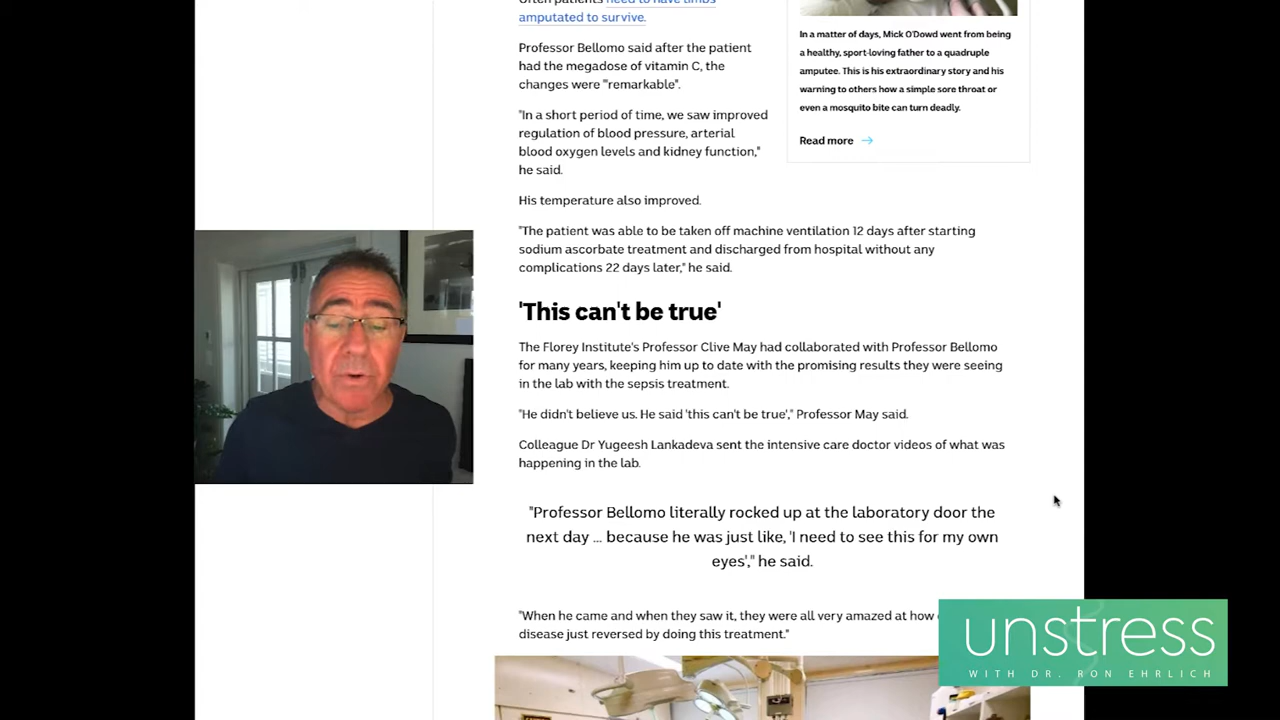 Often patients need to have limbs
amputated to survive.
Professor Bellomo said after the patient
had the megadose of vitamin C, the
changes were "remarkable".
"In a short period of time, we saw improved
regulation of blood pressure, arterial
blood oxygen levels and kidney function,"
he said.
His temperature also improved.
"The patient was able to be taken off machine ventilation 12 days after starting
sodium ascorbate treatment and discharged from hospital without any
complications 22 days later," he said.
In a matter of days, Mick O'Dowd went from being
a healthy, sport-loving father to a quadruple
amputee. This is his extraordinary story and his
warning to others how a simple sore throat or
even a mosquito bite can turn deadly.
Read more →
'This can't be true'
The Florey Institute's Professor Clive May had collaborated with Professor Bellomo
for many years, keeping him up to date with the promising results they were seeing
in the lab with the sepsis treatment.
"He didn't believe us. He said 'this can't be true'," Professor May said.
Colleague Dr Yugeesh Lankadeva sent the intensive care doctor videos of what was
happening in the lab.
"Professor Bellomo literally rocked up at the laboratory door the
next day ... because he was just like, 'I need to see this for my own
eyes'," he said.
"When he came and when they saw it, they were all very amazed at how
disease just reversed by doing this treatment."
unstress
WITH DR. RON EHRLICH